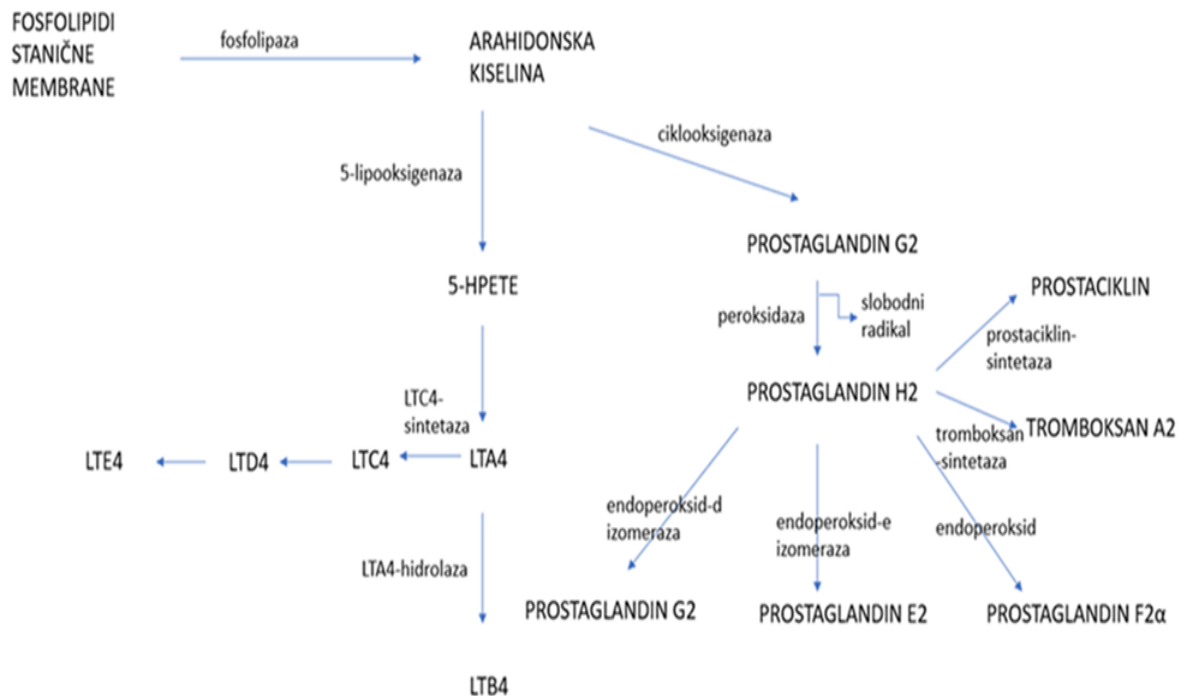 FOSFOLIPIDI
STANIČNE
MEMBRANE
fosfolipaza
ARAHIDONSKA
KISELINA
5-lipooksigenaza
ciklooksigenaza
PROSTAGLANDIN G2
5-HPETE
peroksidaza
slobodni
radikal
PROSTACIKLIN
prostaciklin-
sintetaza
PROSTAGLANDIN H2
LTC4-
sintetaza
TROMBOKSAN A2
tromboksan
-sintetaza
LTE4
LTD4
LTC4
LTA4
endoperoksid-d
izomeraza
endoperoksid-e
izomeraza
endoperoksid
LTA4-hidrolaza
PROSTAGLANDIN G2
PROSTAGLANDIN E2
PROSTAGLANDIN F2α
LTB4